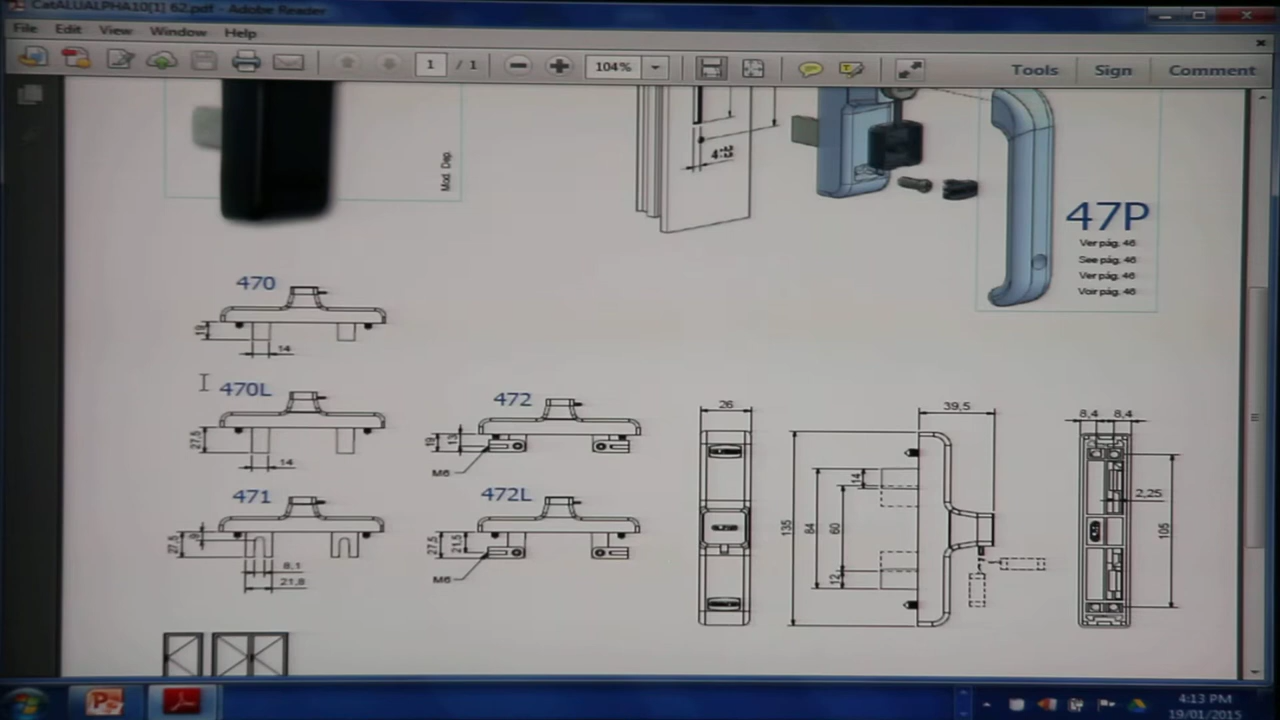 CatALUALPHA10[1] 62.pdf - Adobe Reader
File Edit View Window Help
1 / 1 104% Tools Sign Comment
Mod. Dep.
47P
Ver pág. 46
See pág. 46
Ver pág. 46
Voir pág. 46
470
19
14
470L
27,5
14
471
27,5
9
8,1
21,8
472
19
13
M6
472L
27,5
21,5
M6
26
39,5
135
84
60
14
12
8,4 8,4
2,25
105
4:13 PM
19/01/2015